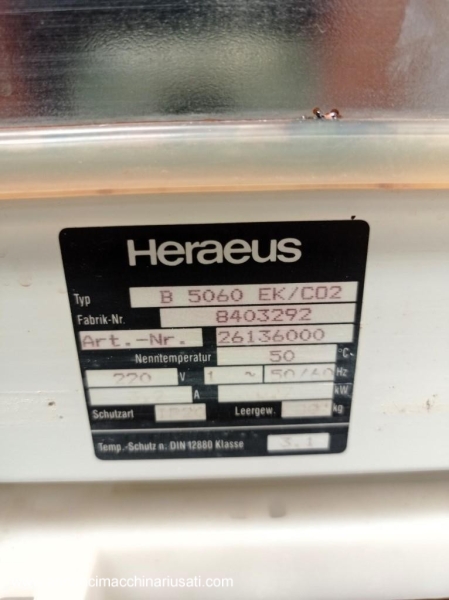 Heraeus
Typ B 5060 EK/CO2
Fabrik-Nr. 8403292
Art.-Nr. 26136000
Nenntemperatur 50 °C
220 V 1 ~ 50/60 Hz
A kW
Schutzart Leergew. kg
Temp.-Schutz n. DIN 12880 Klasse 3.1
cimacchinariusati.com